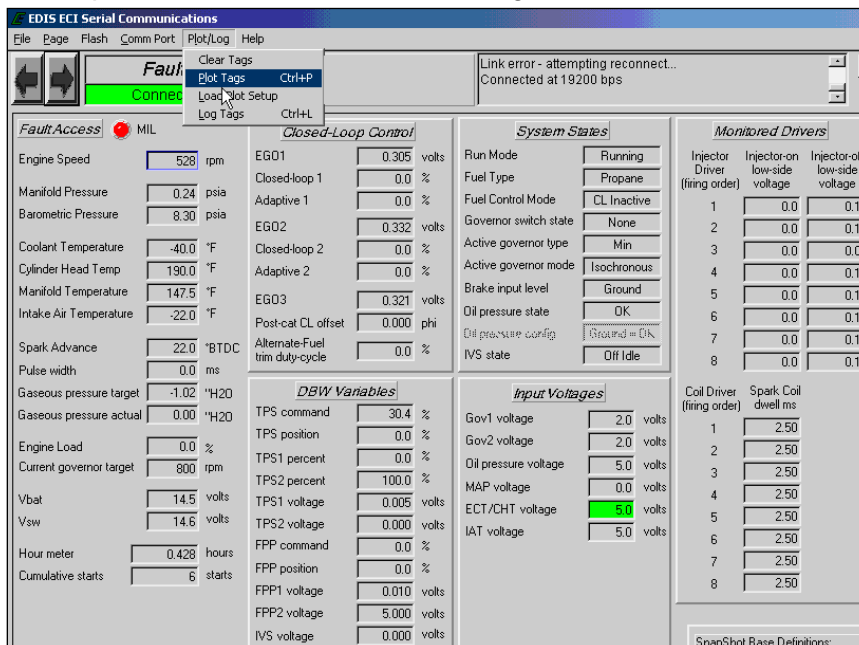 EDIS ECI Serial Communications
File Page Flash Comm Port Plot/Log Help
Clear Tags
Plot Tags Ctrl+P
Load Plot Setup
Log Tags Ctrl+L
Link error - attempting reconnect...
Connected at 19200 bps
FaultAccess MIL
Engine Speed 528 rpm
Manifold Pressure 0.24 psia
Barometric Pressure 8.30 psia
Coolant Temperature -40.0 °F
Cylinder Head Temp 190.0 °F
Manifold Temperature 147.5 °F
Intake Air Temperature -22.0 °F
Spark Advance 22.0 °BTDC
Pulse width 0.0 ms
Gaseous pressure target -1.02 "H2O
Gaseous pressure actual 0.00 "H2O
Engine Load 0.0 %
Current governor target 800 rpm
Vbat 14.5 volts
Vsw 14.6 volts
Hour meter 0.428 hours
Cumulative starts 6 starts
Closed-Loop Control
EGO1 0.305 volts
Closed-loop 1 0.0 %
Adaptive 1 0.0 %
EGO2 0.332 volts
Closed-loop 2 0.0 %
Adaptive 2 0.0 %
EGO3 0.321 volts
Post-cat CL offset 0.000 phi
Alternate-Fuel
trim duty-cycle 0.0 %
DBW Variables
TPS command 30.4 %
TPS position 0.0 %
TPS1 percent 0.0 %
TPS2 percent 100.0 %
TPS1 voltage 0.005 volts
TPS2 voltage 0.000 volts
FPP command 0.0 %
FPP position 0.0 %
FPP1 voltage 0.010 volts
FPP2 voltage 5.000 volts
IVS voltage 0.000 volts
System States
Run Mode Running
Fuel Type Propane
Fuel Control Mode CL Inactive
Governor switch state None
Active governor type Min
Active governor mode Isochronous
Brake input level Ground
Oil pressure state OK
Oil pressure config Ground = OK
IVS state Off Idle
Input Voltages
Gov1 voltage 2.0 volts
Gov2 voltage 2.0 volts
Oil pressure voltage 5.0 volts
MAP voltage 0.0 volts
ECT/CHT voltage 5.0 volts
IAT voltage 5.0 volts
Monitored Drivers
Injector Injector-on
Driver low-side low-side
(firing order) voltage voltage
1 0.0
2 0.0
3 0.0
4 0.0
5 0.0
6 0.0
7 0.0
8 0.0
Coil Driver Spark Coil
(firing order) dwell ms
1 2.50
2 2.50
3 2.50
4 2.50
5 2.50
6 2.50
7 2.50
8 2.50
SnapShot Base Definitions: